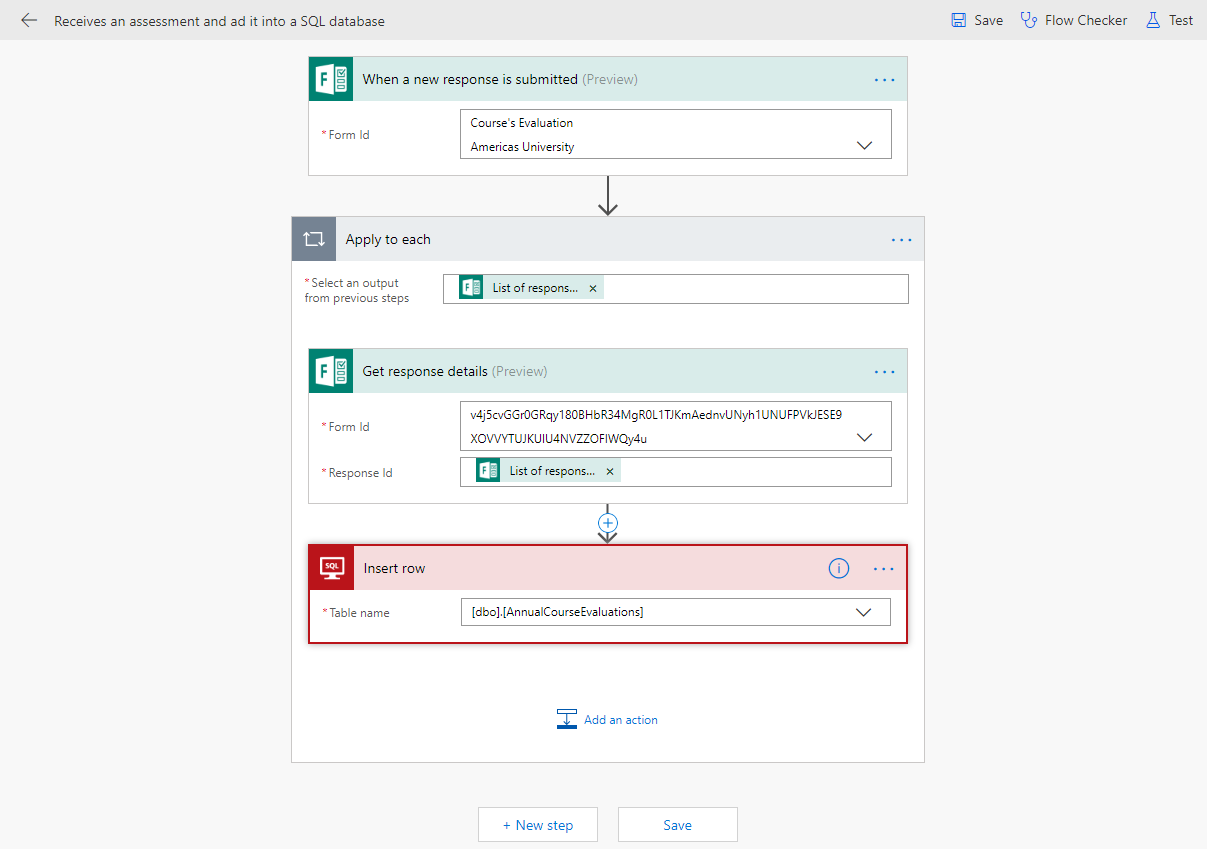 Receives an assessment and ad it into a SQL database
Save
Flow Checker
Test
When a new response is submitted (Preview)
* Form Id
Course's Evaluation
Americas University
Apply to each
* Select an output
from previous steps
List of respons... ×
Get response details (Preview)
* Form Id
v4j5cvGGr0GRqy180BHbR34MgR0L1TJKmAednvUNyh1UNUFPVkJESE9
XOVVYTUJKUlU4NVZZOFlWQy4u
* Response Id
List of respons... ×
SQL
Insert row
* Table name
[dbo].[AnnualCourseEvaluations]
Add an action
+ New step
Save